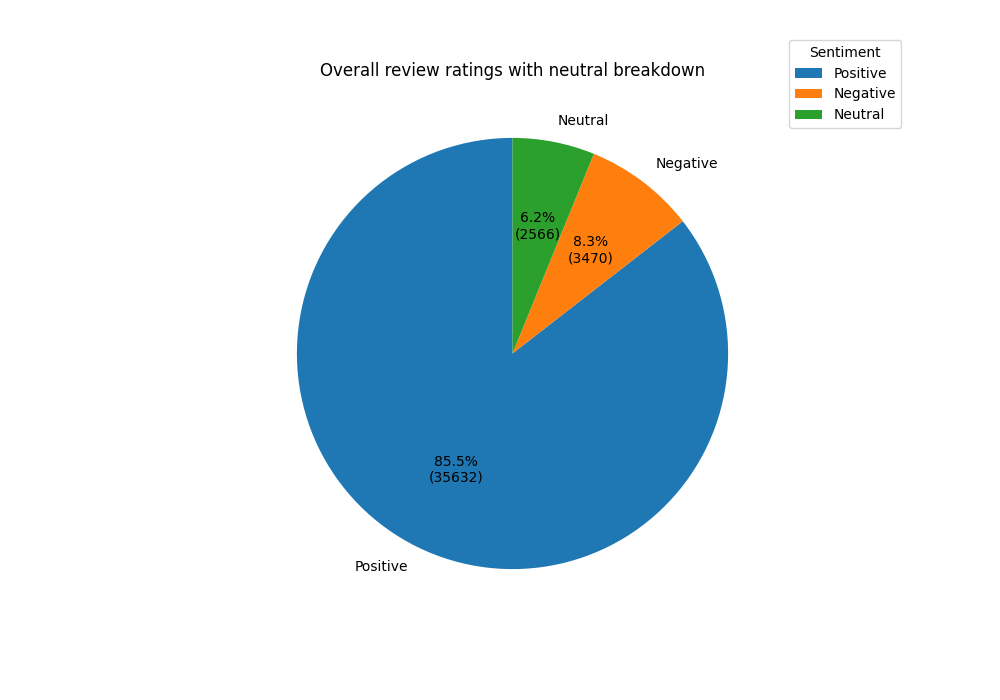 Overall review ratings with neutral breakdown
Sentiment
Positive
Negative
Neutral
Neutral
Negative
6.2%
(2566)
8.3%
(3470)
85.5%
(35632)
Positive